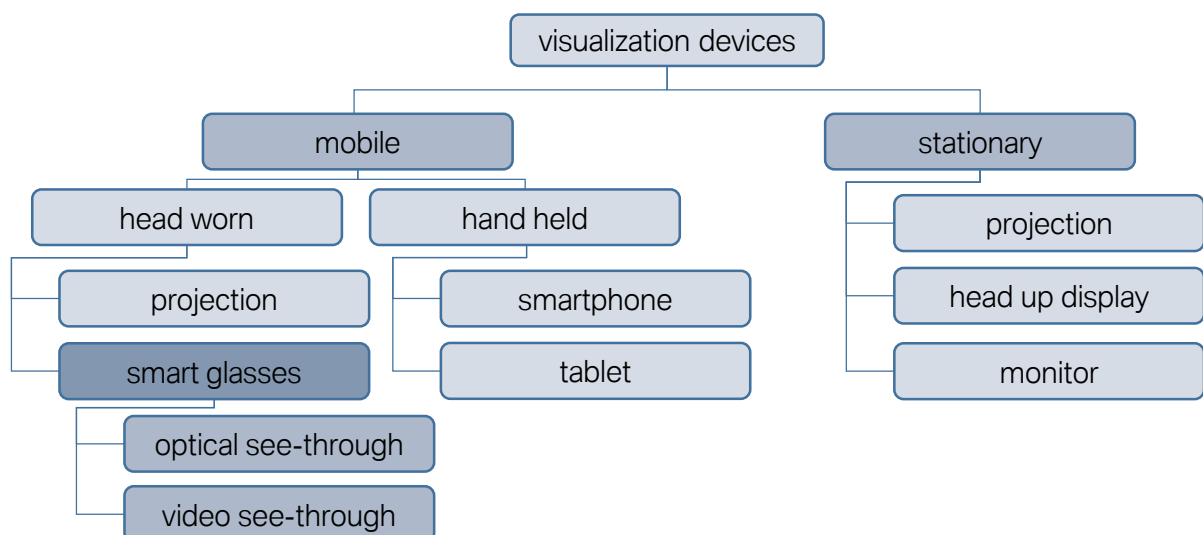 visualization devices
mobile
stationary
head worn
hand held
projection
smartphone
projection
head up display
smart glasses
tablet
monitor
optical see-through
video see-through